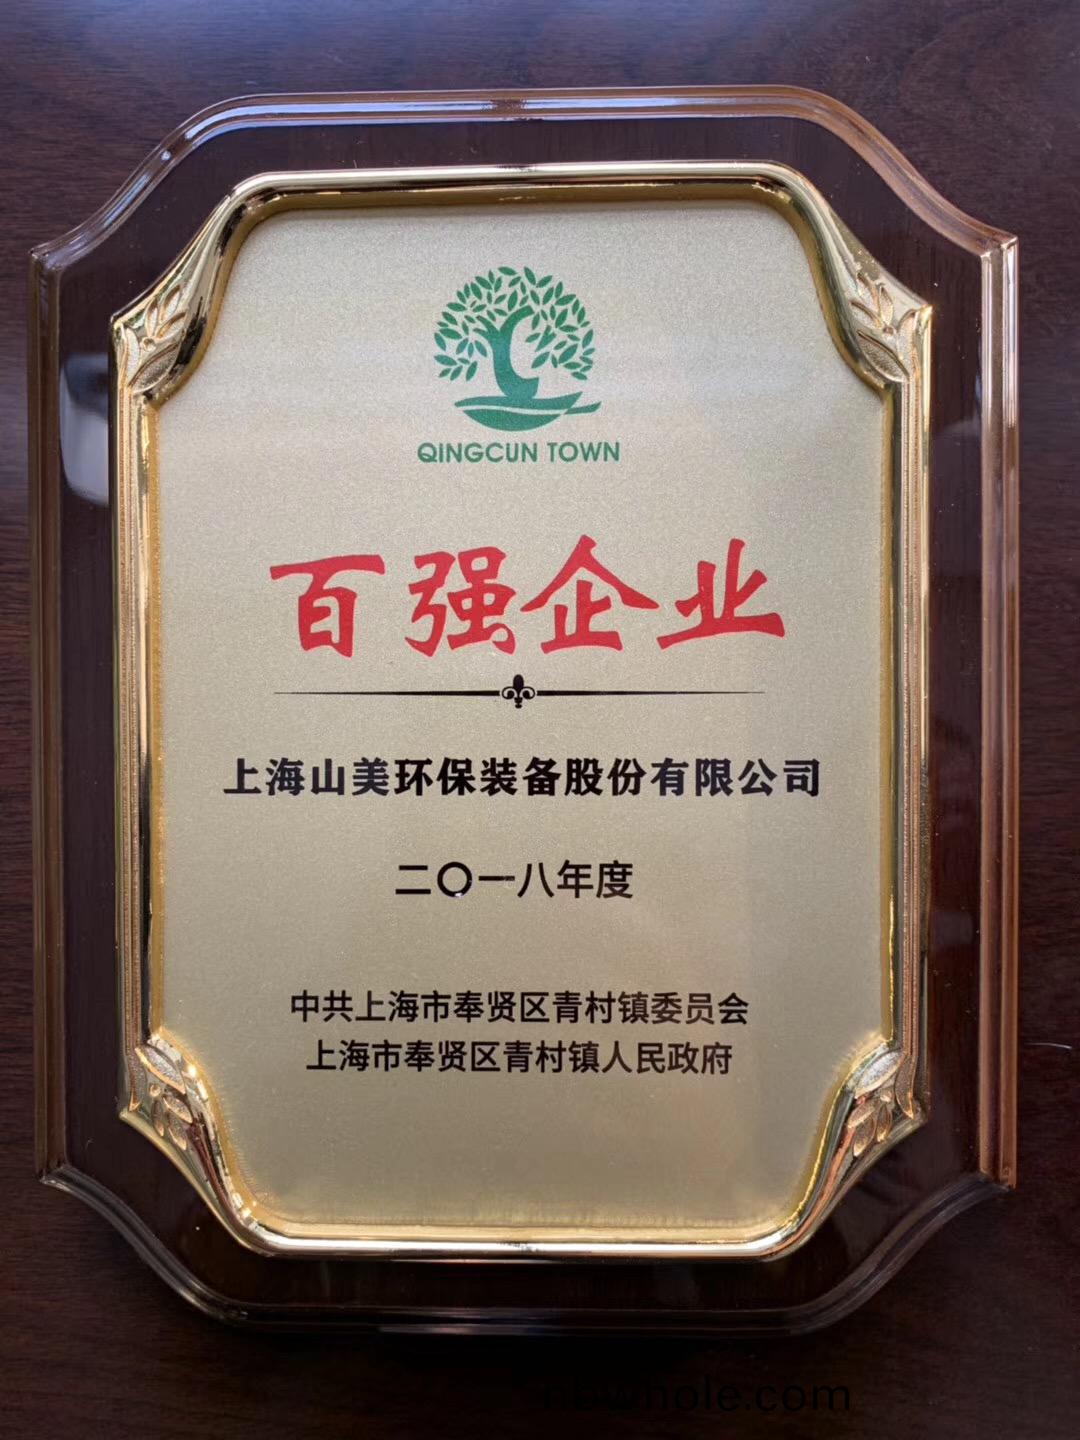 QINGCUN TOWN
百强企业
上海山美环保装备股份有限公司
二〇一八年度
中共上海市奉贤区青村镇委员会
上海市奉贤区青村镇人民政府
nbwhole.com